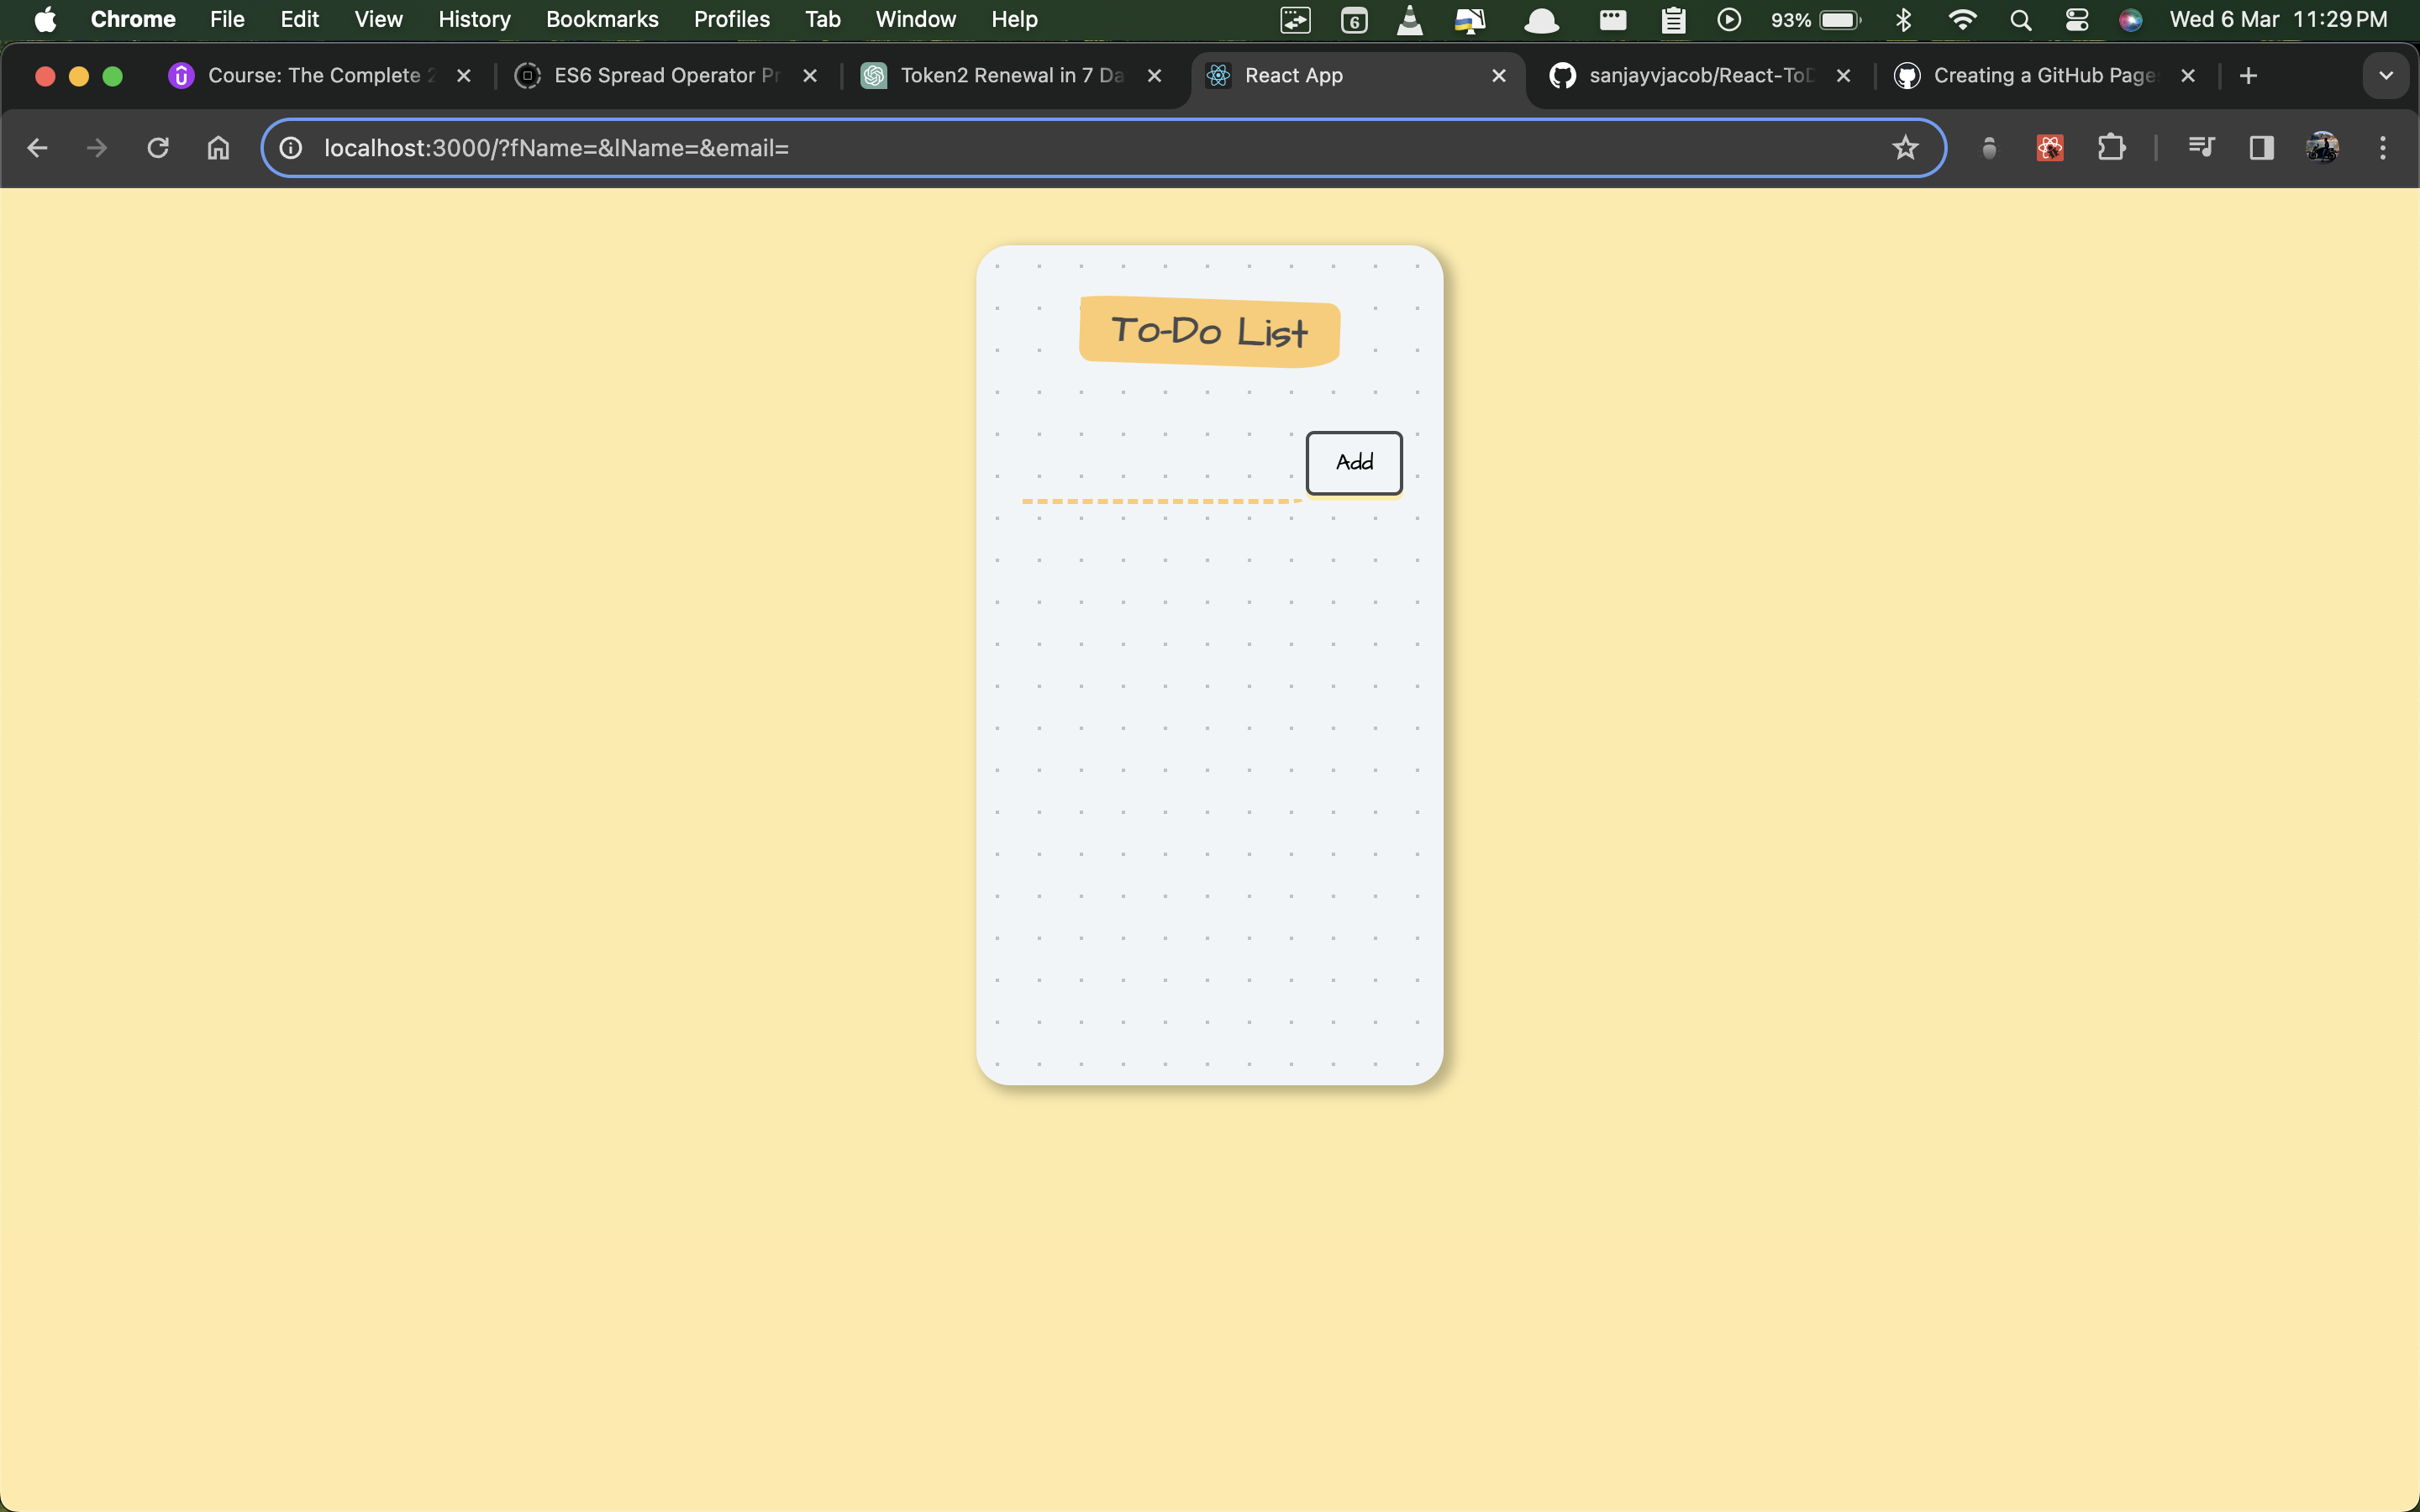 Chrome File Edit View History Bookmarks Profiles Tab Window Help 6 93% Wed 6 Mar 11:29 PM
Course: The Complete 2 ES6 Spread Operator Pr Token2 Renewal in 7 Da React App sanjayvjacob/React-ToD Creating a GitHub Page
localhost:3000/?fName=&lName=&email=
To-Do List
Add